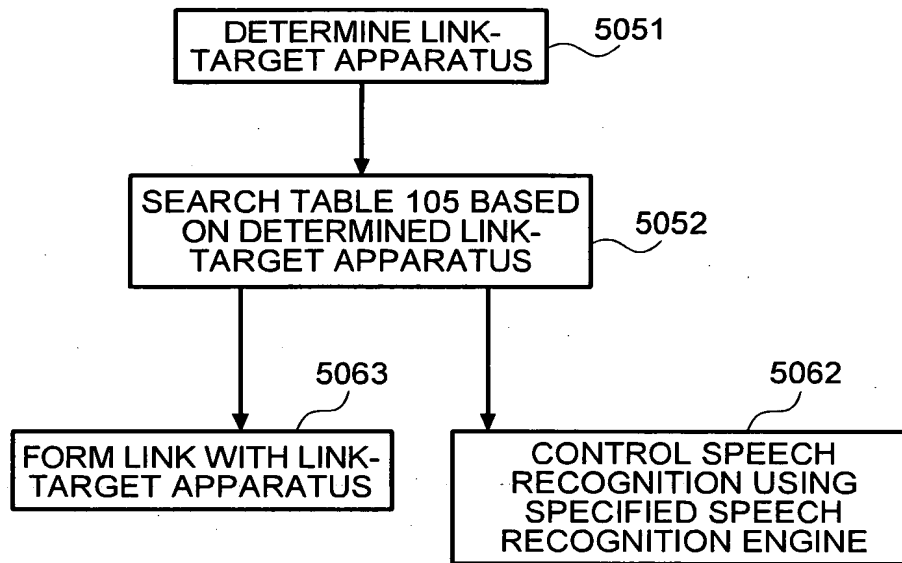 DETERMINE LINK-
TARGET APPARATUS
5051
SEARCH TABLE 105 BASED
ON DETERMINED LINK-
TARGET APPARATUS
5052
5063
FORM LINK WITH LINK-
TARGET APPARATUS
5062
CONTROL SPEECH
RECOGNITION USING
SPECIFIED SPEECH
RECOGNITION ENGINE